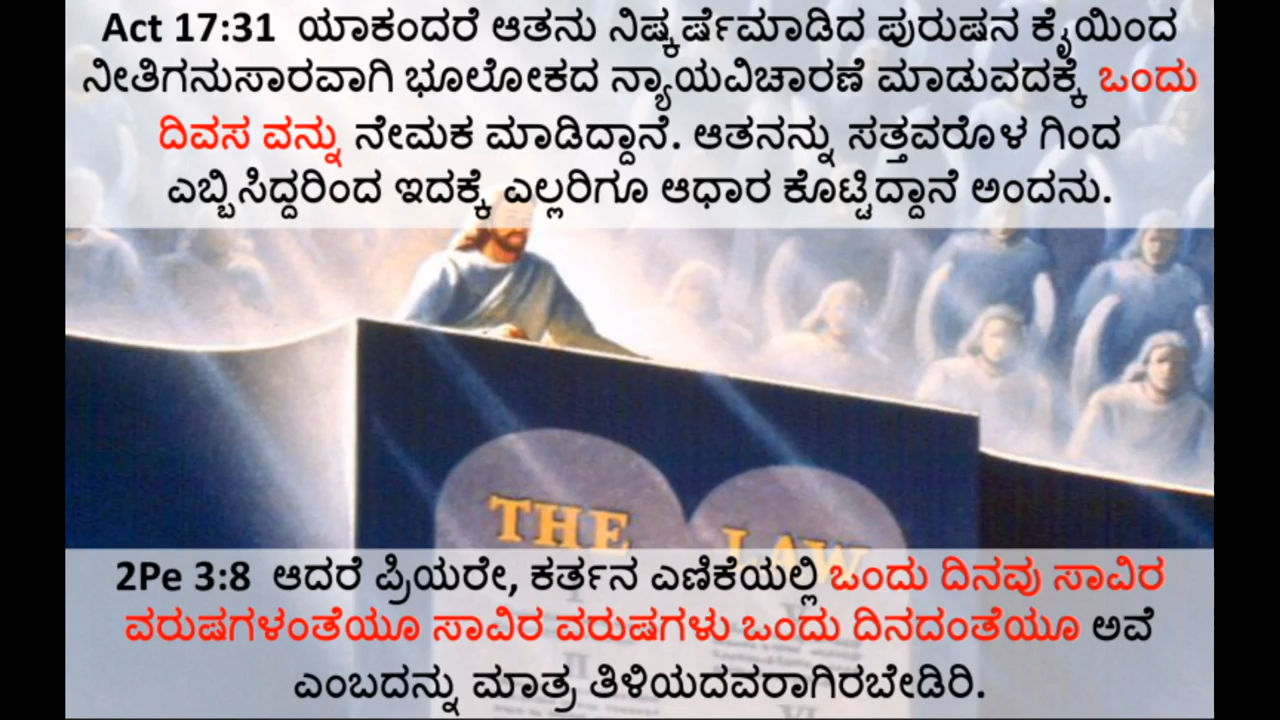 Act 17:31 ಯಾಕಂದರೆ ಆತನು ನಿಷ್ಕರ್ಷೆಮಾಡಿದ ಪುರುಷನ ಕೈಯಿಂದ
ನೀತಿಗನುಸಾರವಾಗಿ ಭೂಲೋಕದ ನ್ಯಾಯವಿಚಾರಣೆ ಮಾಡುವದಕ್ಕೆ ಒಂದು
ದಿವಸ ವನ್ನು ನೇಮಕ ಮಾಡಿದ್ದಾನೆ. ಆತನನ್ನು ಸತ್ತವರೊಳ ಗಿಂದ
ಎಬ್ಬಿಸಿದ್ದರಿಂದ ಇದಕ್ಕೆ ಎಲ್ಲರಿಗೂ ಆಧಾರ ಕೊಟ್ಟಿದ್ದಾನೆ ಅಂದನು.
THE LAW
2Pe 3:8 ಆದರೆ ಪ್ರಿಯರೇ, ಕರ್ತನ ಎಣಿಕೆಯಲ್ಲಿ ಒಂದು ದಿನವು ಸಾವಿರ
ವರುಷಗಳಂತೆಯೂ ಸಾವಿರ ವರುಷಗಳು ಒಂದು ದಿನದಂತೆಯೂ ಅವೆ
ಎಂಬದನ್ನು ಮಾತ್ರ ತಿಳಿಯದವರಾಗಿರಬೇಡಿರಿ.
I V
II
VI